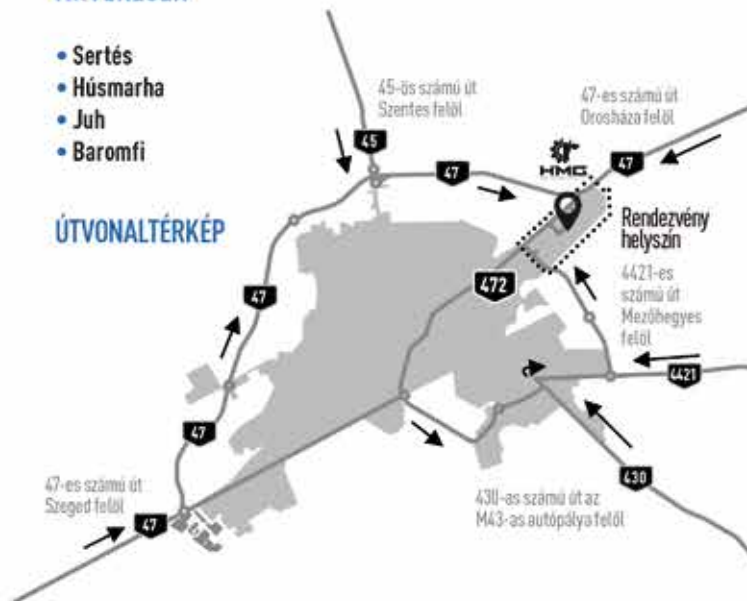 • Sertés
• Húsmarha
• Juh
• Baromfi
ÚTVONALTÉRKÉP
45-ös számú út
Szentes felől
47-es számú út
Orosháza felől
45
47
47
HMG
Rendezvény
helyszín
472
4421-es
számú út
Mezőhegyes
felől
47
4421
47
47-es számú út
Szeged felől
430-as számú út az
M43-as autópálya felől
430
47